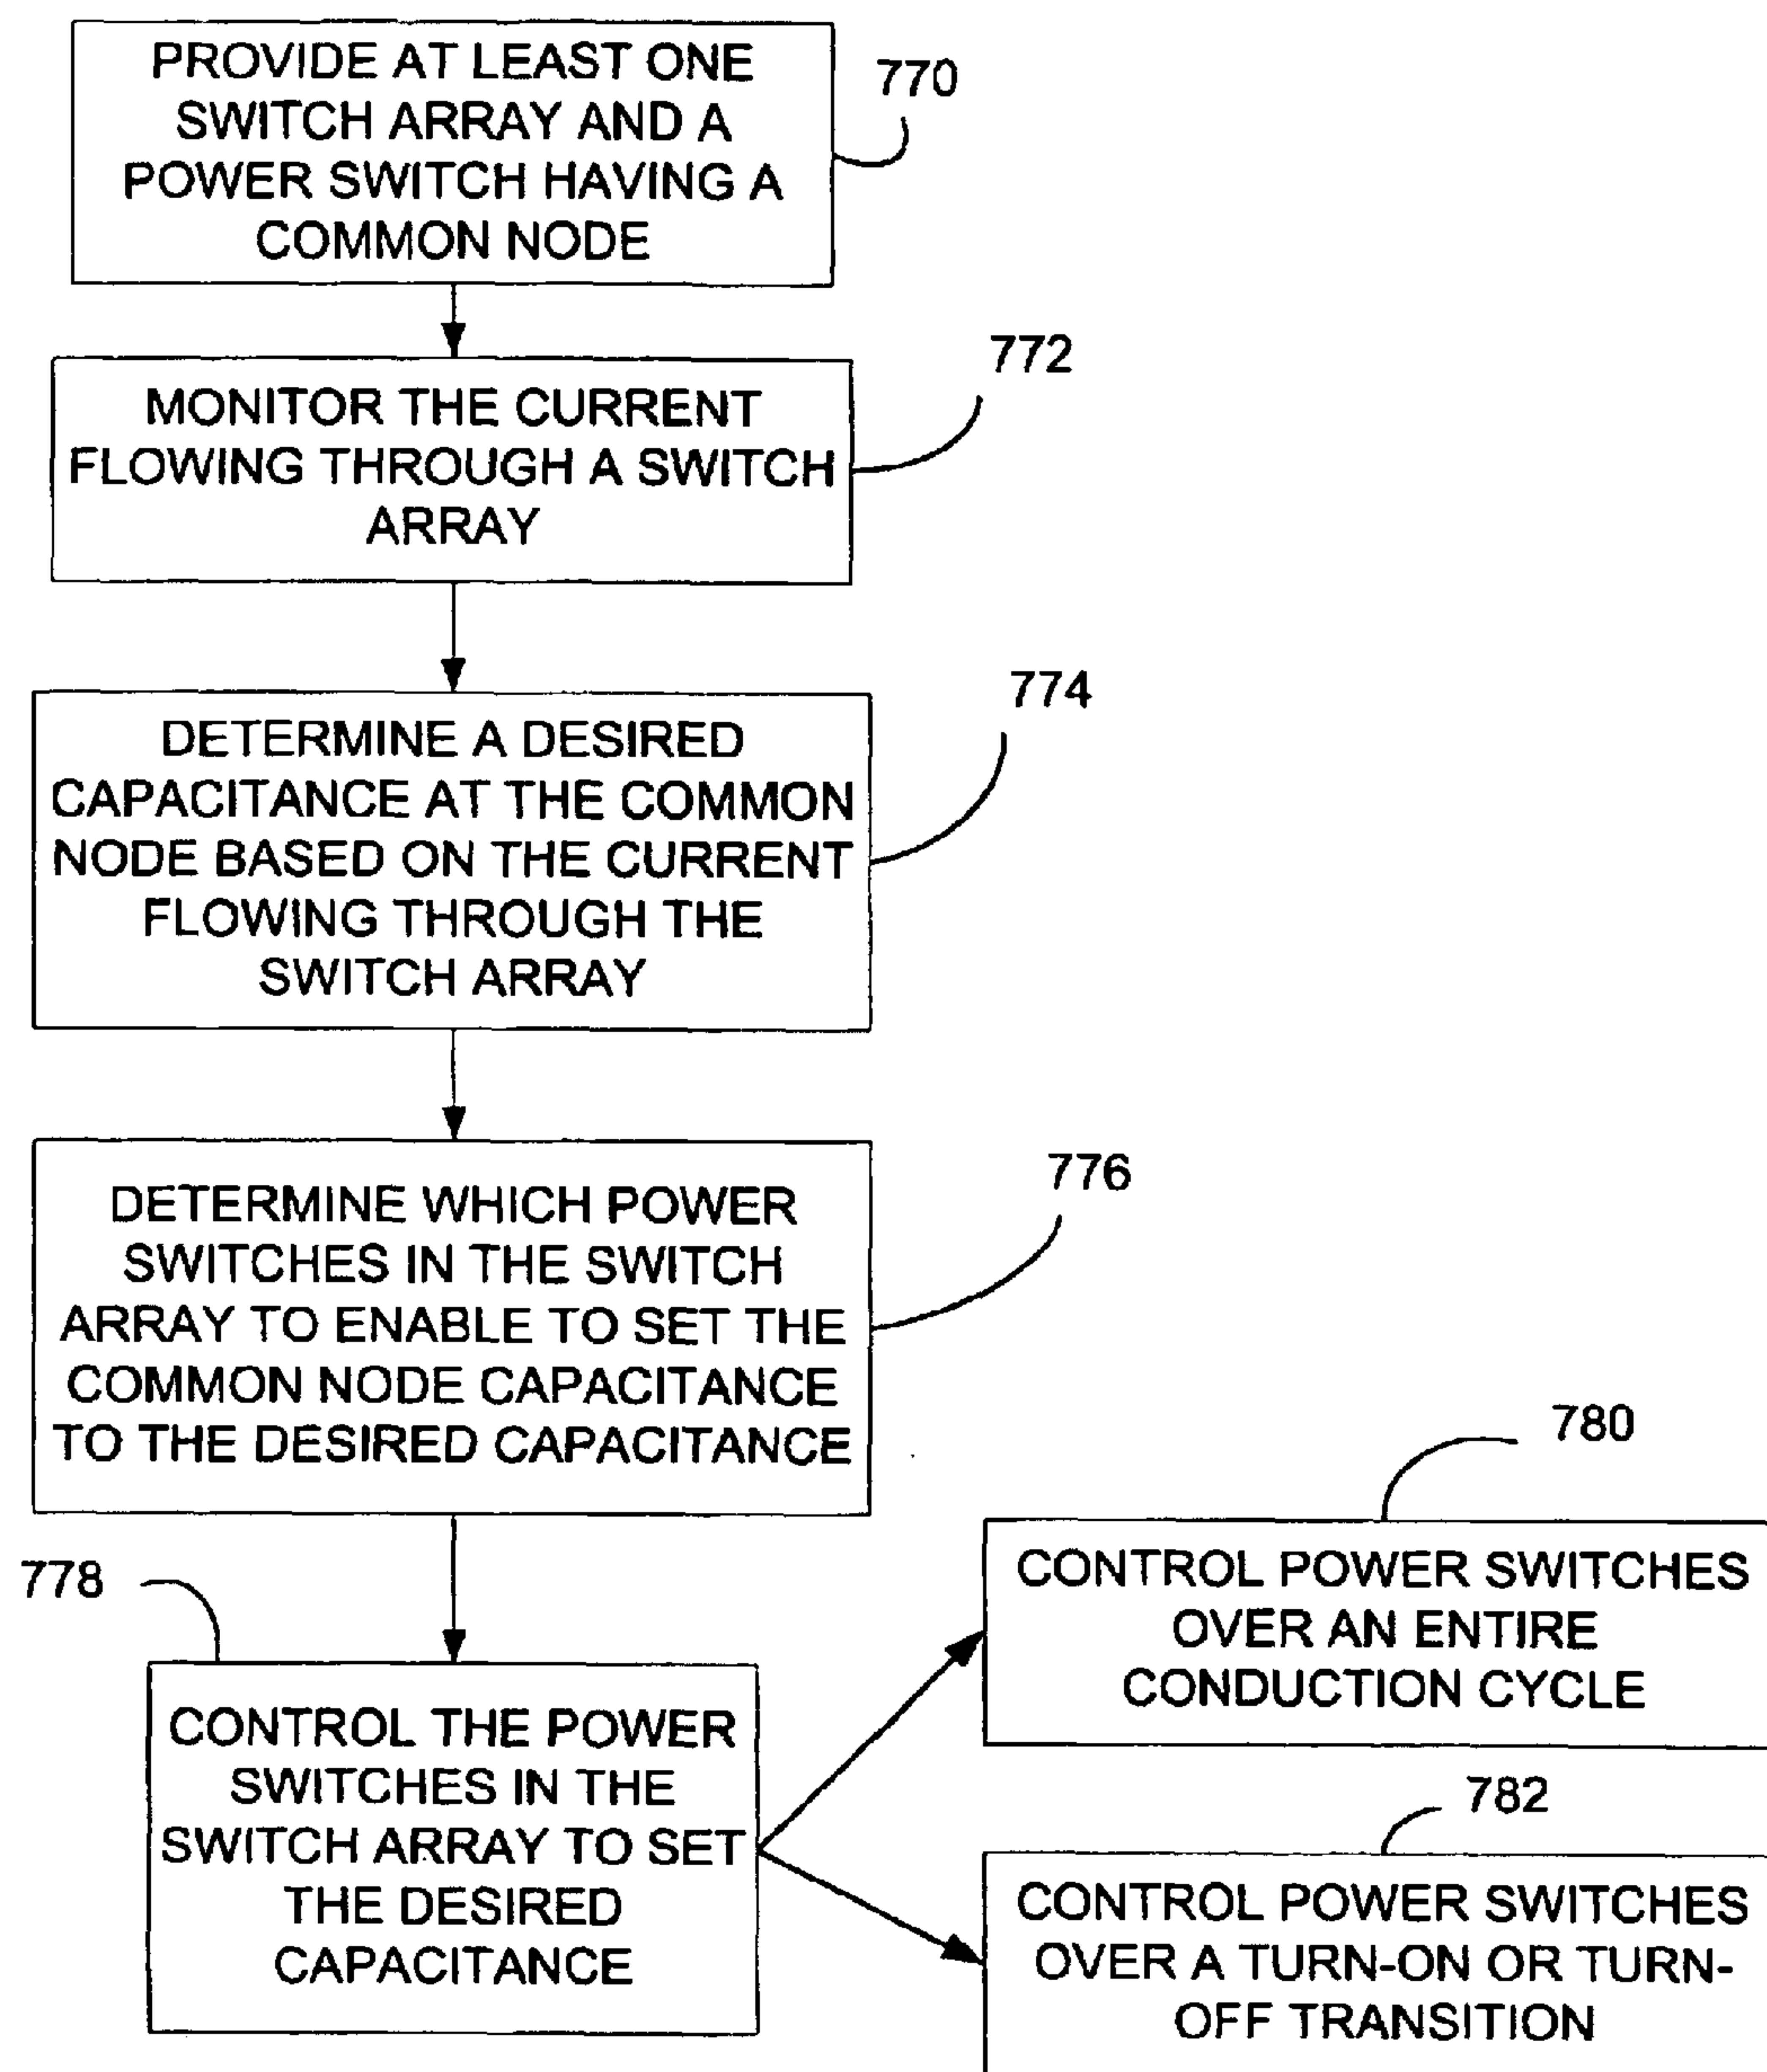 PROVIDE AT LEAST ONE
SWITCH ARRAY AND A
POWER SWITCH HAVING A
COMMON NODE
770
MONITOR THE CURRENT
FLOWING THROUGH A SWITCH
ARRAY
772
DETERMINE A DESIRED
CAPACITANCE AT THE COMMON
NODE BASED ON THE CURRENT
FLOWING THROUGH THE
SWITCH ARRAY
774
DETERMINE WHICH POWER
SWITCHES IN THE SWITCH
ARRAY TO ENABLE TO SET THE
COMMON NODE CAPACITANCE
TO THE DESIRED CAPACITANCE
776
778
CONTROL THE POWER
SWITCHES IN THE
SWITCH ARRAY TO SET
THE DESIRED
CAPACITANCE
780
CONTROL POWER SWITCHES
OVER AN ENTIRE
CONDUCTION CYCLE
782
CONTROL POWER SWITCHES
OVER A TURN-ON OR TURN-
OFF TRANSITION